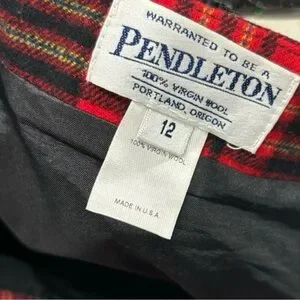 WARRANTED TO BE A
PENDLETON
100% VIRGIN WOOL
PORTLAND, OREGON
12
100% VIRGIN WOOL
MADE IN U.S.A.